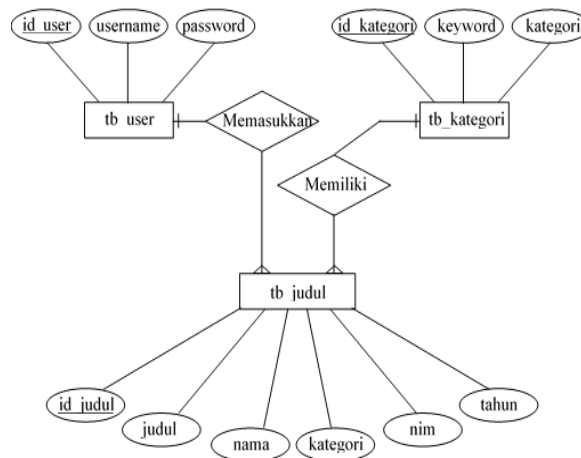 id_user
username
password
id_kategori
keyword
kategori
tb_user
Memasukkan
tb_kategori
Memiliki
tb_judul
id_judul
judul
nama
kategori
nim
tahun